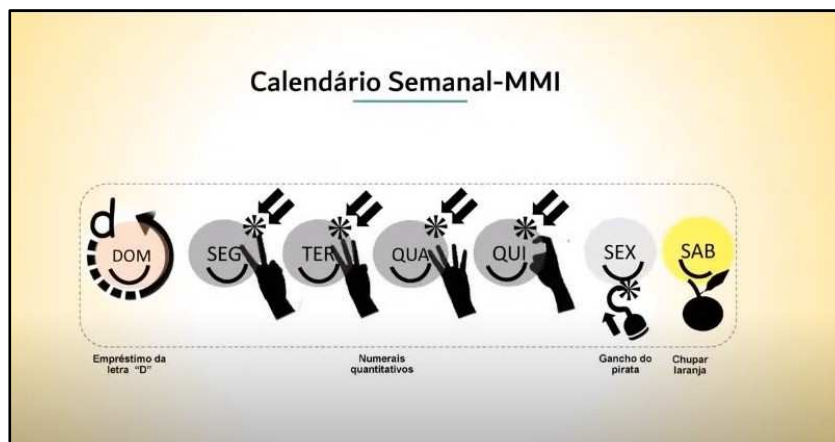 Calendário Semanal-MMI
d
DOM SEG TER QUA QUI SEX SAB
Empréstimo da
letra "D"
Numerais
quantitativos
Gancho do
pirata
Chupar
laranja